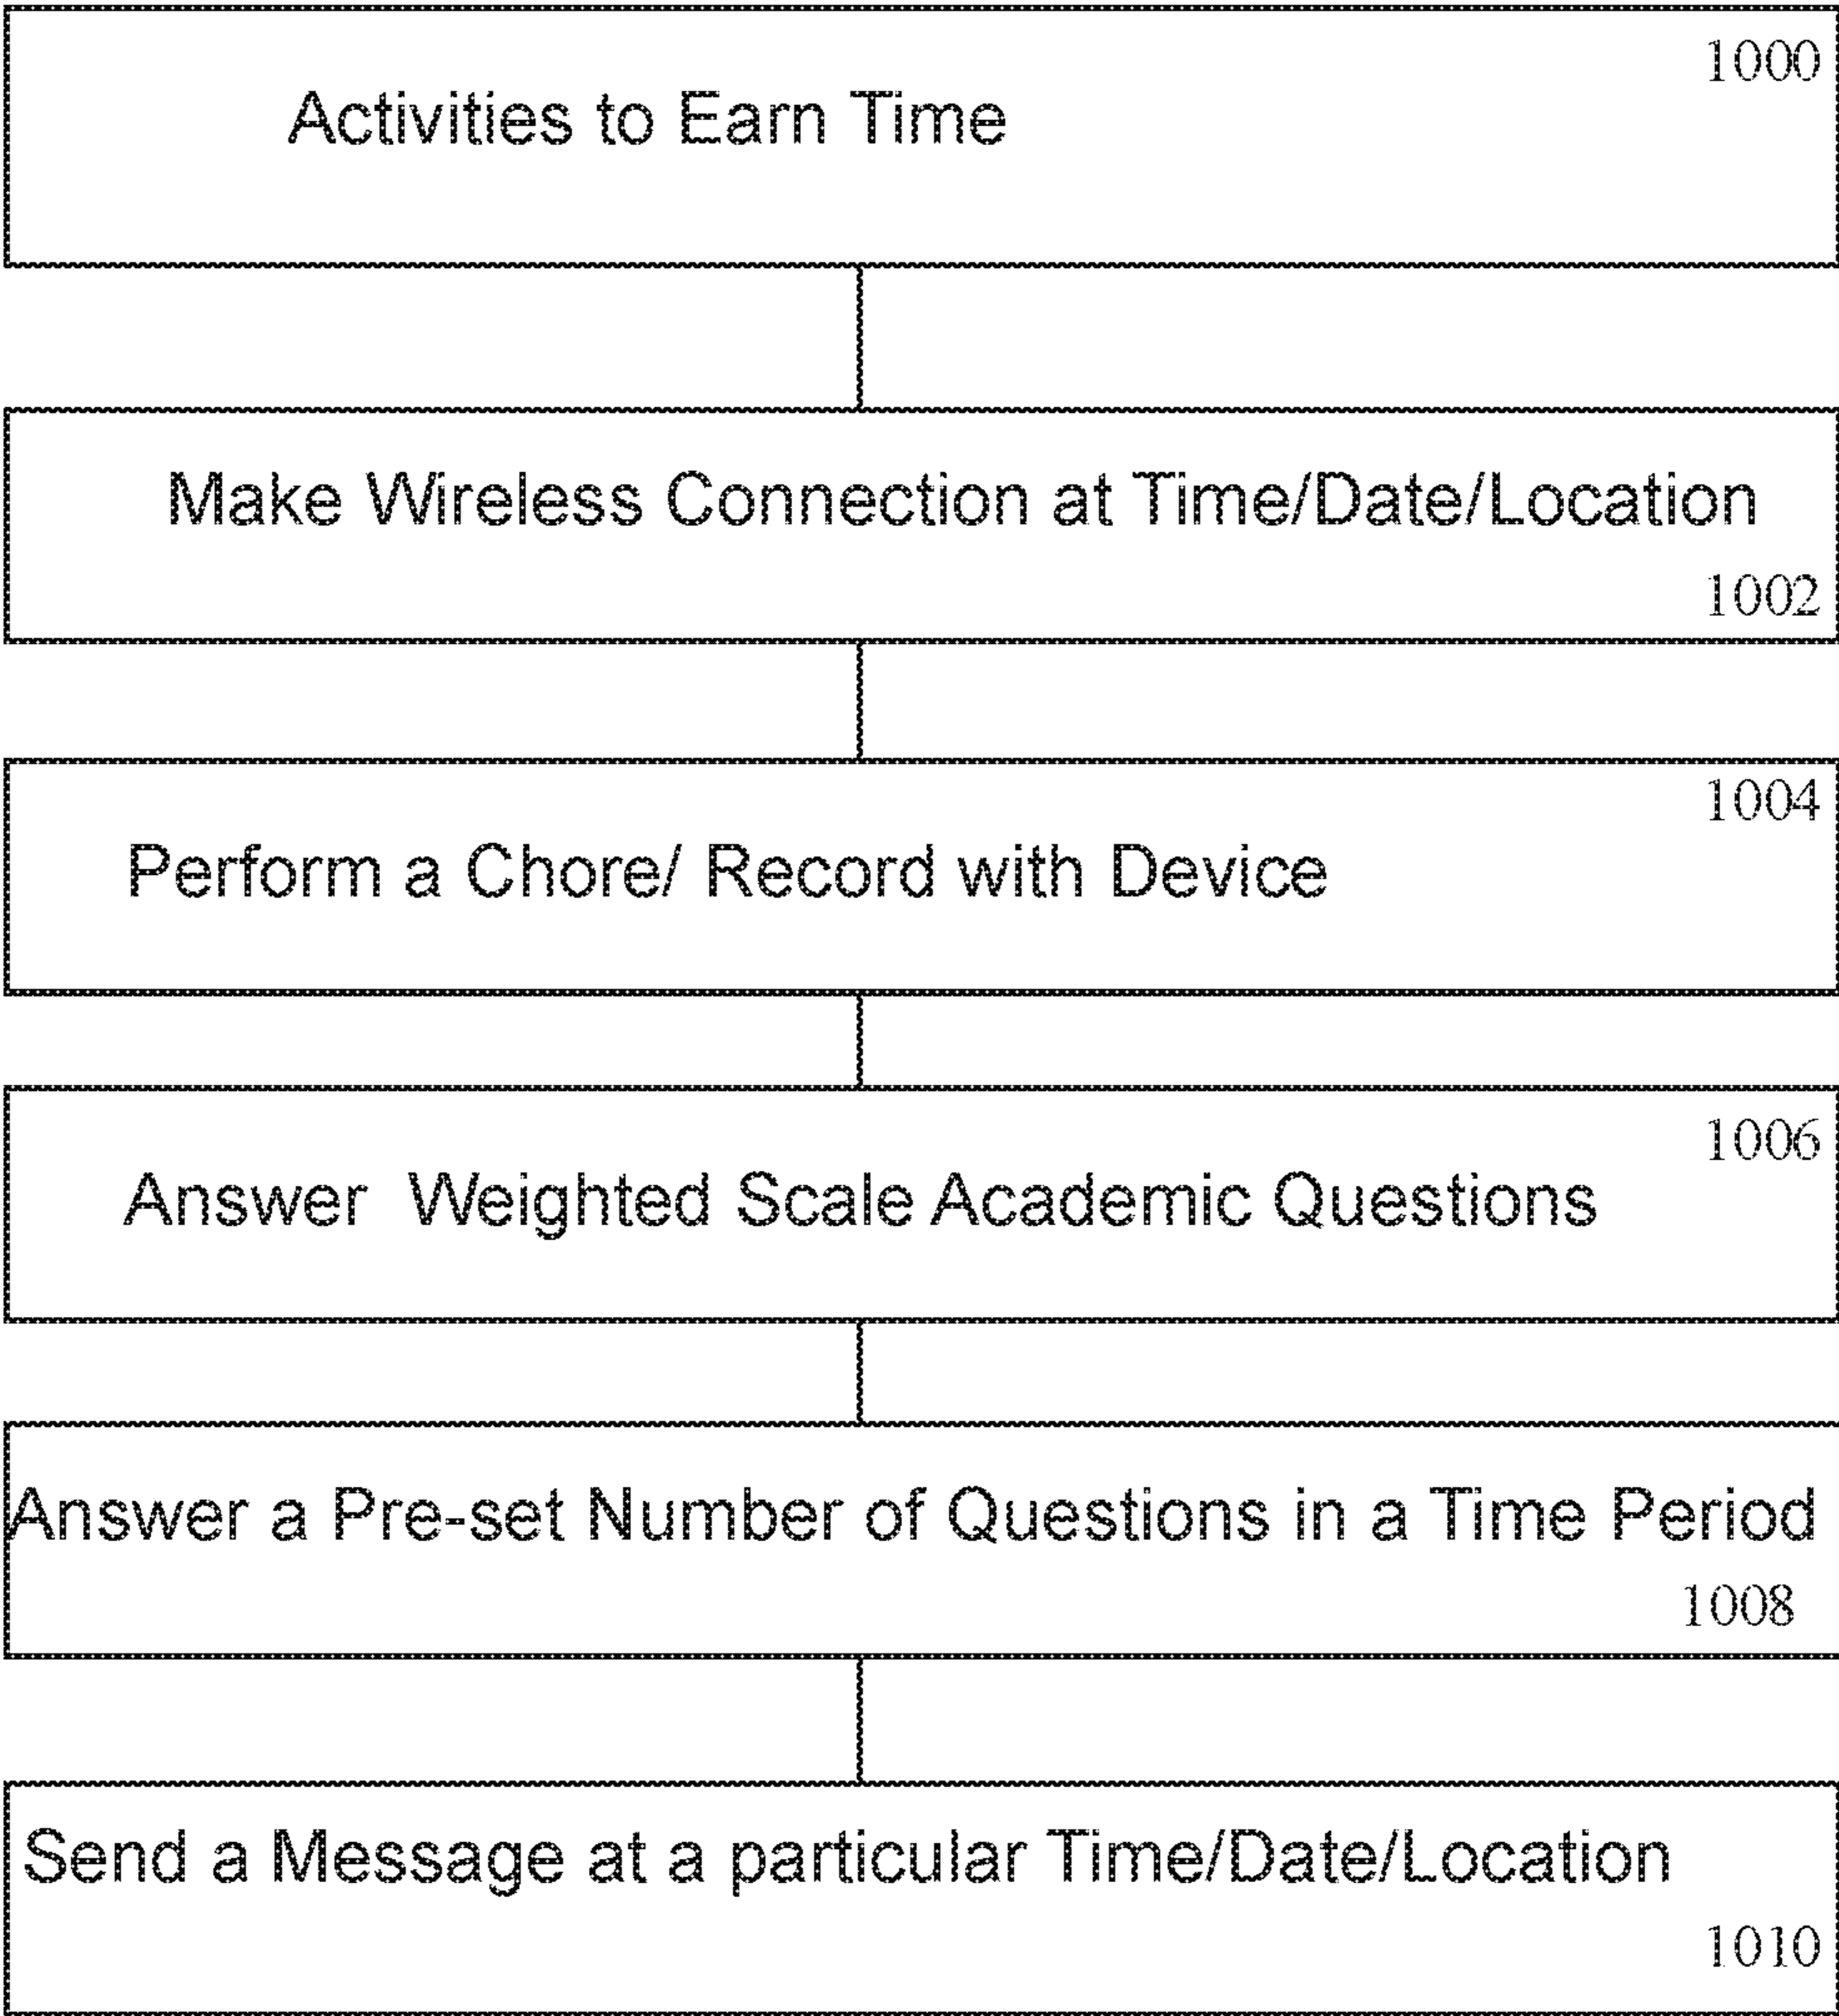 1000
Activities to Earn Time
Make Wireless Connection at Time/Date/Location
1002
1004
Perform a Chore/ Record with Device
1006
Answer  Weighted Scale Academic Questions
Answer a Pre-set Number of Questions in a Time Period
1008
Send a Message at a particular Time/Date/Location
1010